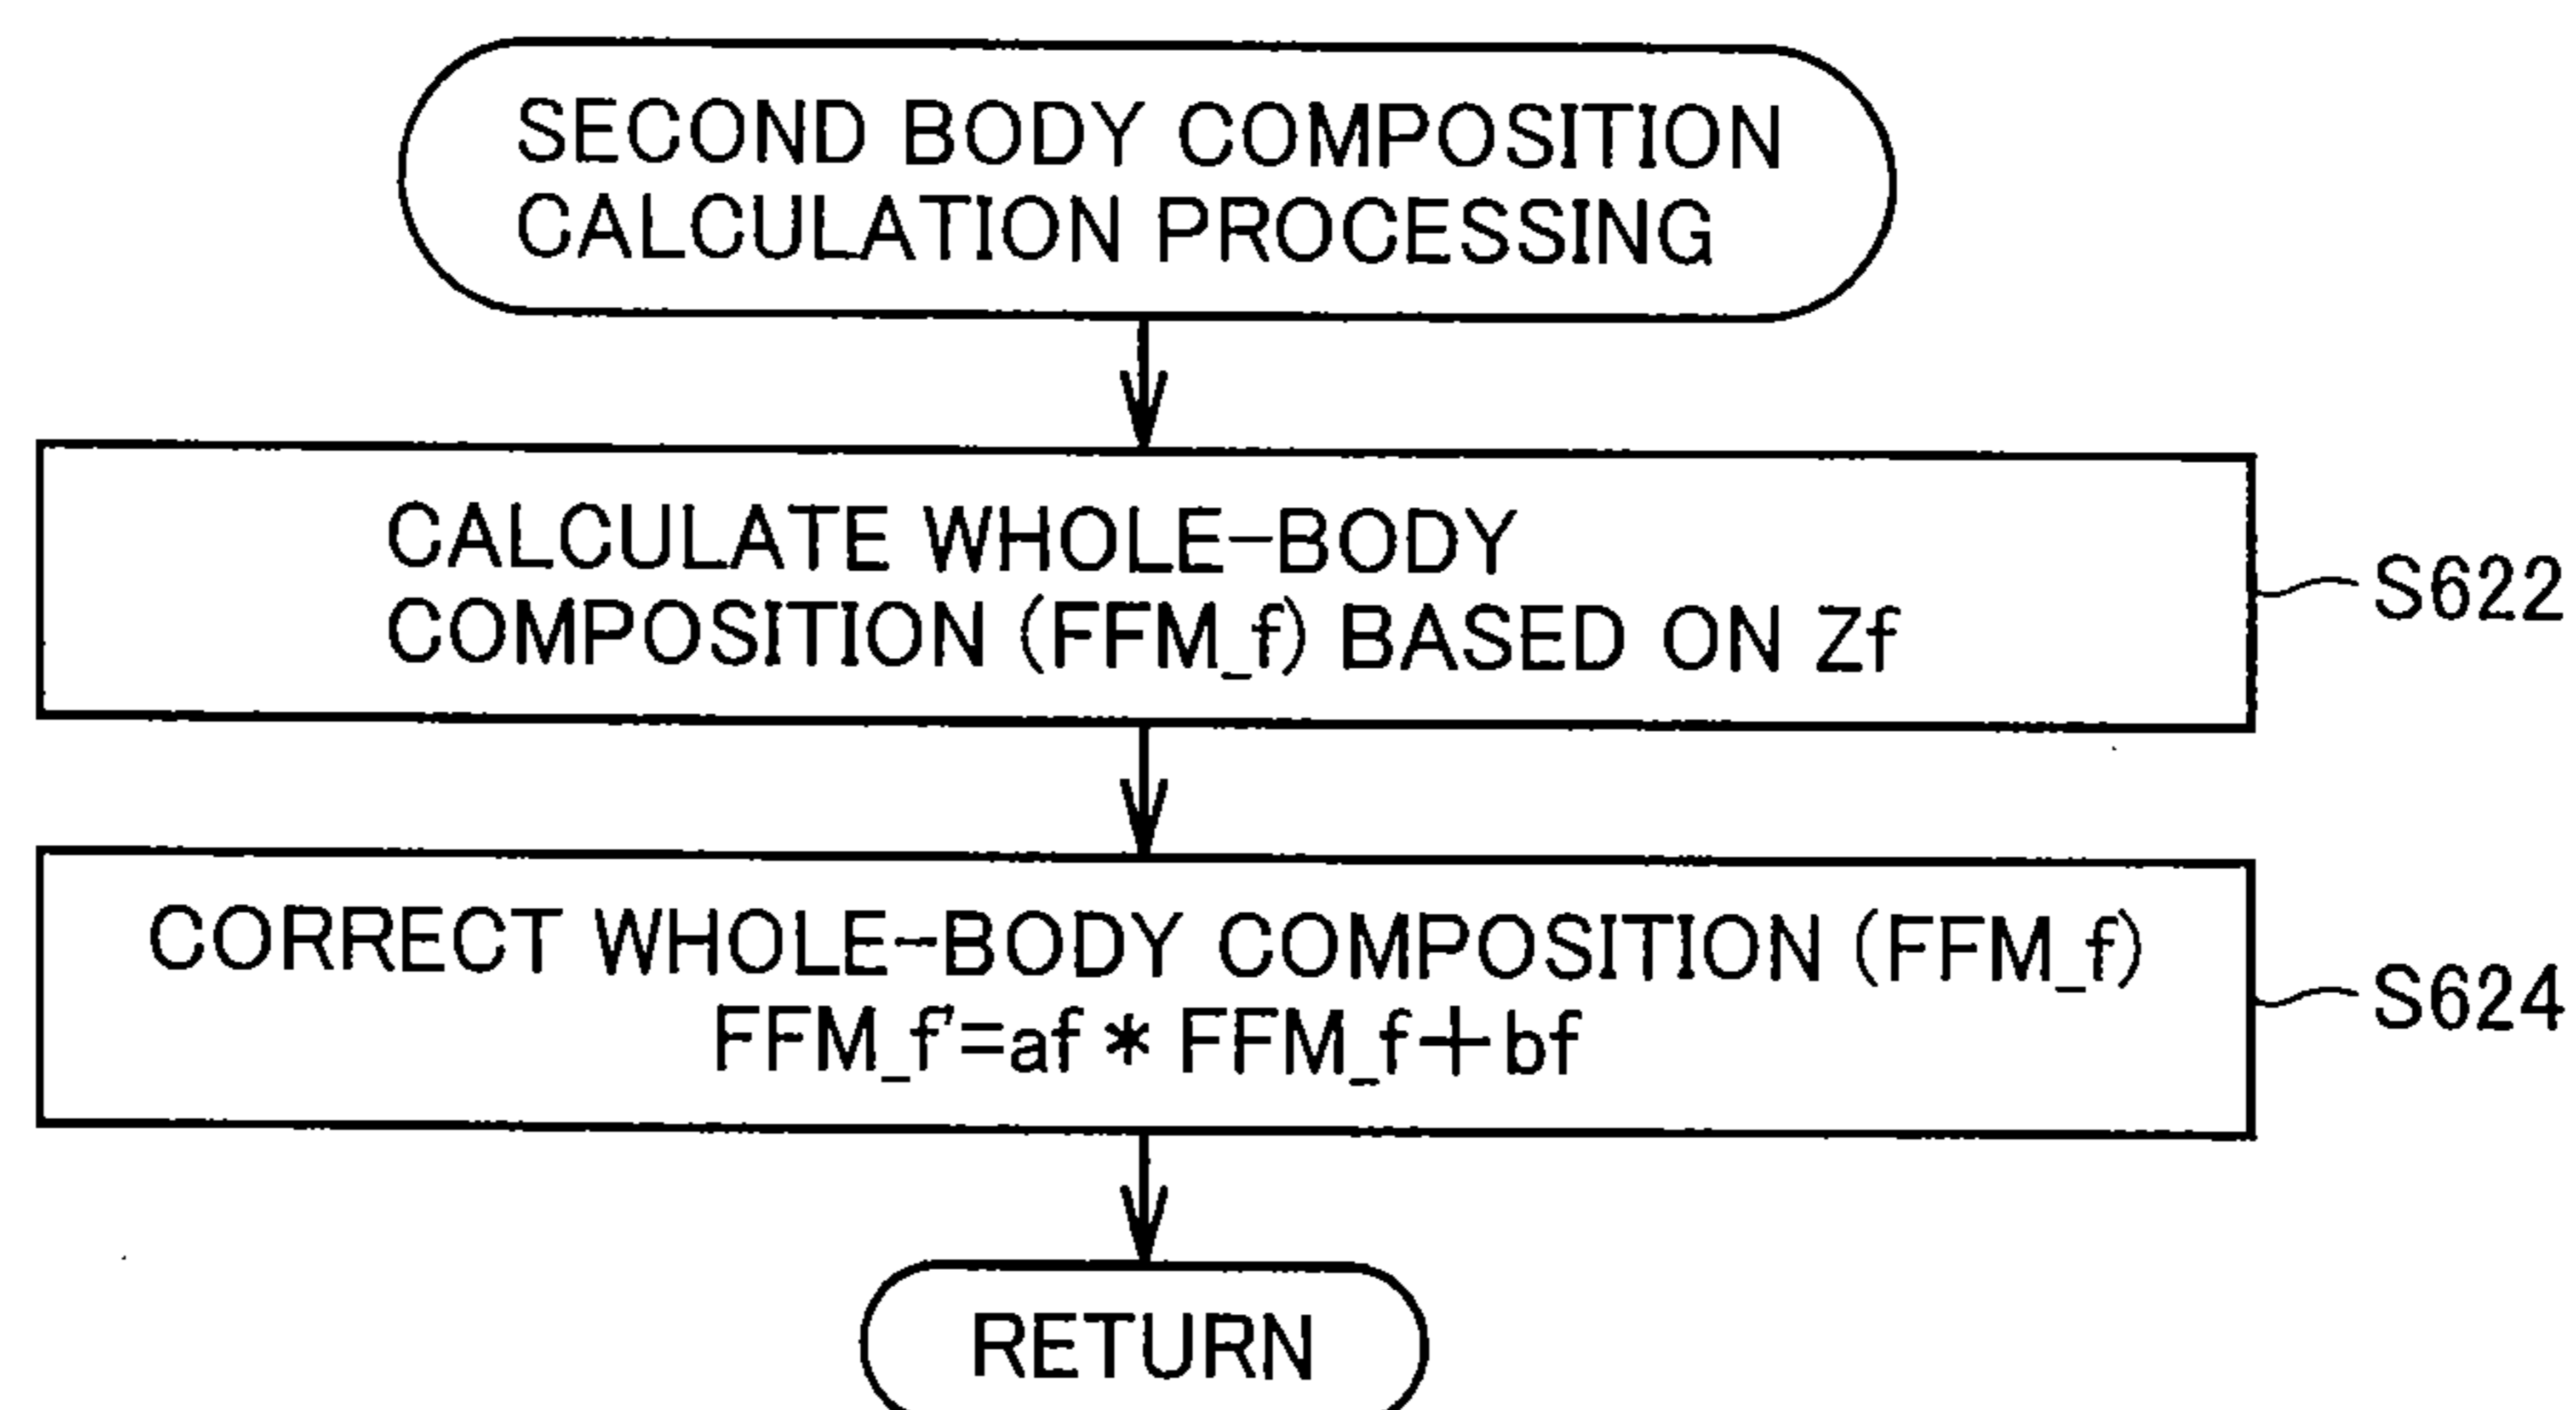 SECOND BODY COMPOSITION
CALCULATION PROCESSING
CALCULATE WHOLE-BODY
COMPOSITION (FFM_f) BASED ON Zf
S622
CORRECT WHOLE-BODY COMPOSITION (FFM_f)
FFM_f'=af * FFM_f+bf
S624
RETURN